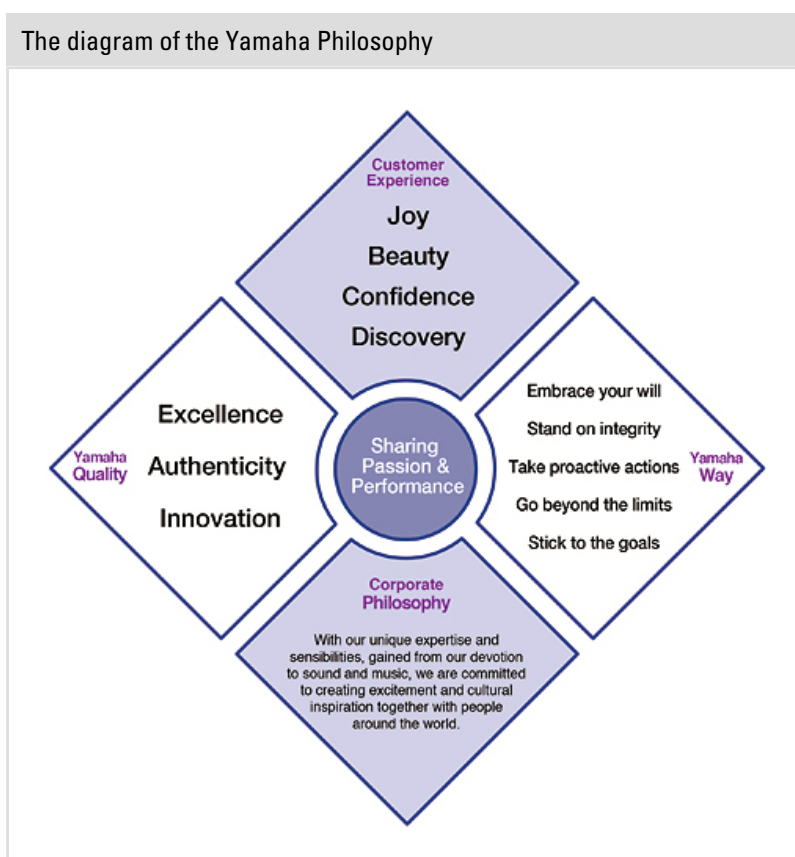 The diagram of the Yamaha Philosophy
Customer
Experience
Joy
Beauty
Confidence
Discovery
Yamaha
Quality
Excellence
Authenticity
Innovation
Sharing
Passion &
Performance
Embrace your will
Stand on integrity
Take proactive actions
Go beyond the limits
Stick to the goals
Yamaha
Way
Corporate
Philosophy
With our unique expertise and
sensibilities, gained from our devotion
to sound and music, we are committed
to creating excitement and cultural
inspiration together with people
around the world.